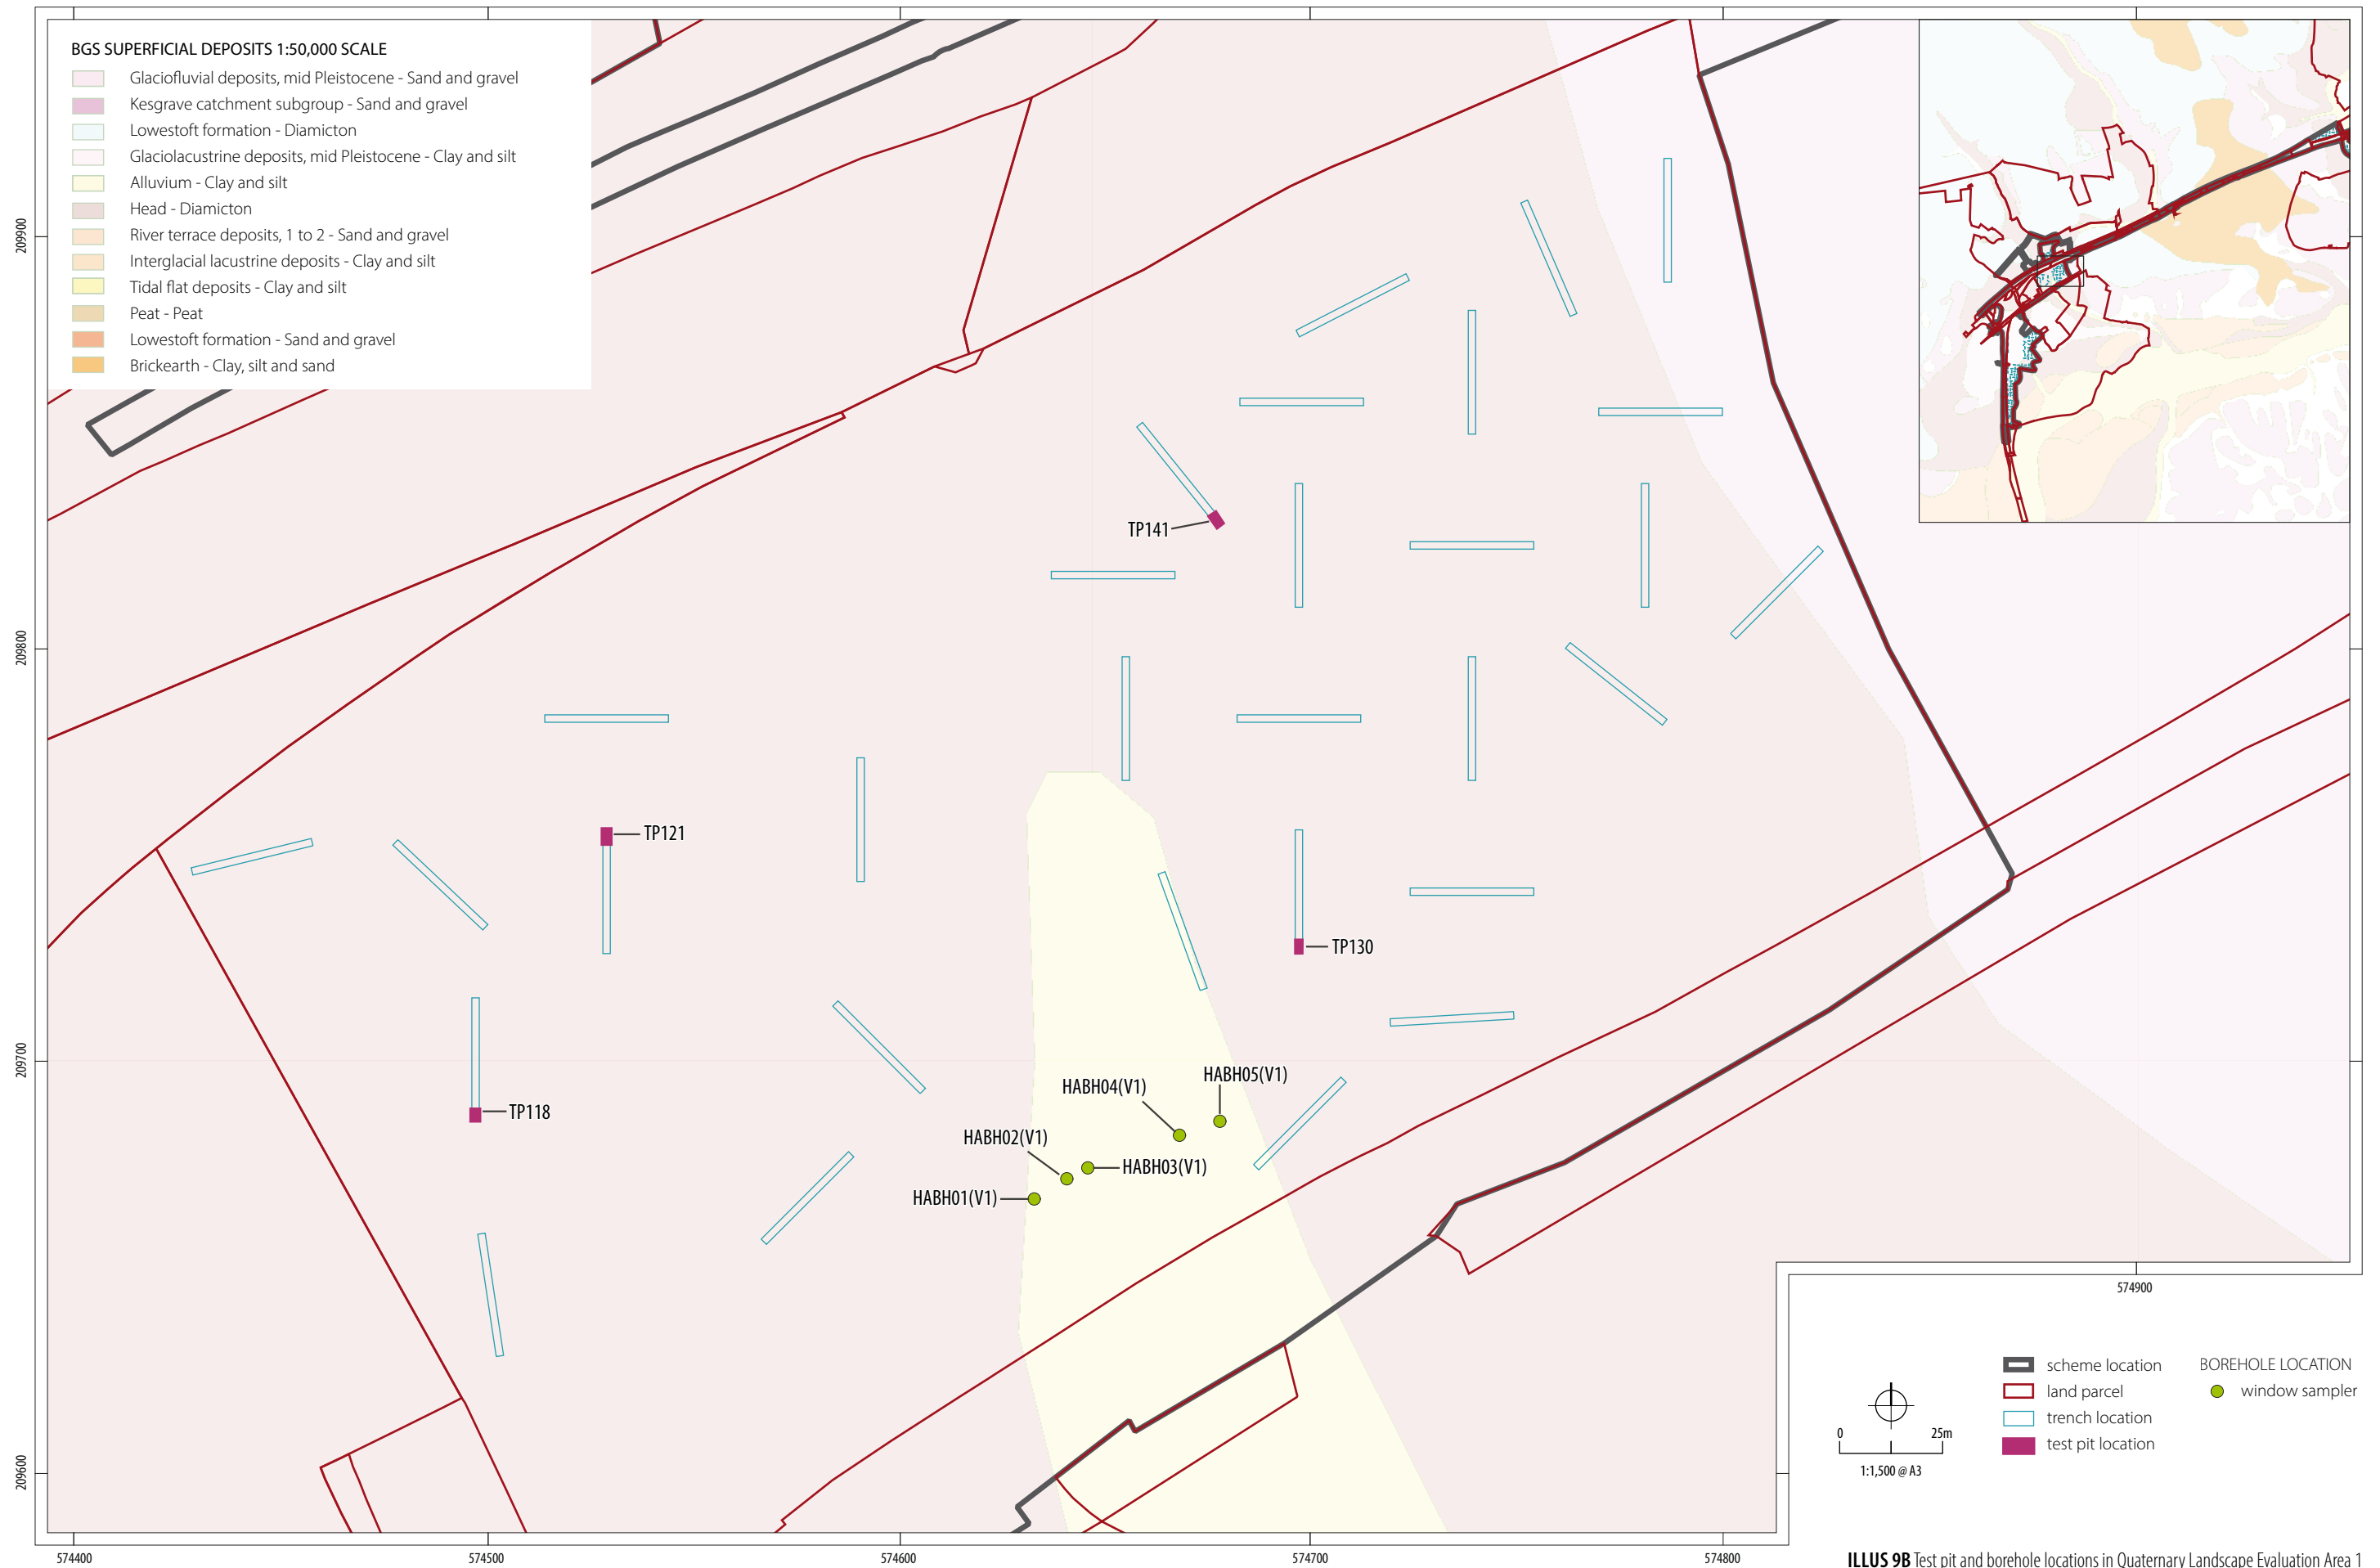 BGS SUPERFICIAL DEPOSITS 1:50,000 SCALE
Glaciofluvial deposits, mid Pleistocene - Sand and gravel
Kesgrave catchment subgroup - Sand and gravel
Lowestoft formation - Diamicton
Glaciolacustrine deposits, mid Pleistocene - Clay and silt
Alluvium - Clay and silt
Head - Diamicton
River terrace deposits, 1 to 2 - Sand and gravel
Interglacial lacustrine deposits - Clay and silt
Tidal flat deposits - Clay and silt
Peat - Peat
Lowestoft formation - Sand and gravel
Brickearth - Clay, silt and sand
209900
209800
209700
209600
TP141
TP121
TP130
TP118
HABH05(V1)
HABH04(V1)
HABH02(V1)
HABH03(V1)
HABH01(V1)
574900
scheme location
land parcel
trench location
test pit location
BOREHOLE LOCATION
window sampler
0 25m
1:1,500 @ A3
574400
574500
574600
574700
574800
ILLUS 9B Test pit and borehole locations in Quaternary Landscape Evaluation Area 1